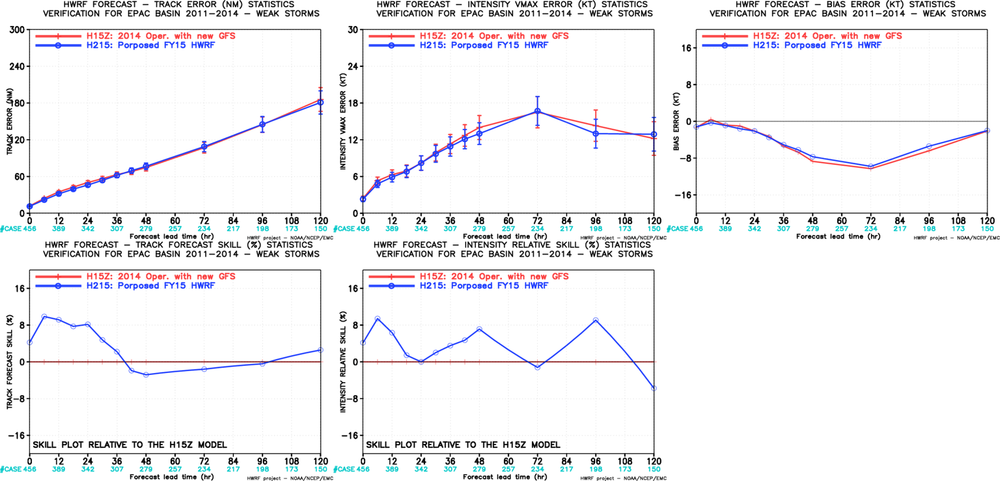 HWRF FORECAST – TRACK ERROR (NM) STATISTICS
VERIFICATION FOR EPAC BASIN 2011–2014 – WEAK STORMS
H15Z: 2014 Oper. with new GFS
H215: Porposed FY15 HWRF
TRACK ERROR (NM)
300
240
180
120
60
0
0 12 24 36 48 60 72 84 96 108 120
#CASE 456 389 342 307 279 257 234 217 198 173 150
Forecast lead time (hr)
HWRF project – NOAA/NCEP/EMC
HWRF FORECAST – INTENSITY VMAX ERROR (KT) STATISTICS
VERIFICATION FOR EPAC BASIN 2011–2014 – WEAK STORMS
H15Z: 2014 Oper. with new GFS
H215: Porposed FY15 HWRF
INTENSITY VMAX ERROR (KT)
30
24
18
12
6
0
0 12 24 36 48 60 72 84 96 108 120
#CASE 456 389 342 307 279 257 234 217 198 173 150
Forecast lead time (hr)
HWRF project – NOAA/NCEP/EMC
HWRF FORECAST – BIAS ERROR (KT) STATISTICS
VERIFICATION FOR EPAC BASIN 2011–2014 – WEAK STORMS
H15Z: 2014 Oper. with new GFS
H215: Porposed FY15 HWRF
BIAS ERROR (KT)
16
8
0
–8
–16
0 12 24 36 48 60 72 84 96 108 120
#CASE 456 389 342 307 279 257 234 217 198 173 150
Forecast lead time (hr)
HWRF project – NOAA/NCEP/EMC
HWRF FORECAST – TRACK FORECAST SKILL (%) STATISTICS
VERIFICATION FOR EPAC BASIN 2011–2014 – WEAK STORMS
H15Z: 2014 Oper. with new GFS
H215: Porposed FY15 HWRF
TRACK FORECAST SKILL (%)
16
8
0
–8
–16
SKILL PLOT RELATIVE TO THE H15Z MODEL
0 12 24 36 48 60 72 84 96 108 120
#CASE 456 389 342 307 279 257 234 217 198 173 150
Forecast lead time (hr)
HWRF project – NOAA/NCEP/EMC
HWRF FORECAST – INTENSITY RELATIVE SKILL (%) STATISTICS
VERIFICATION FOR EPAC BASIN 2011–2014 – WEAK STORMS
H15Z: 2014 Oper. with new GFS
H215: Porposed FY15 HWRF
INTENSITY RELATIVE SKILL (%)
16
8
0
–8
–16
SKILL PLOT RELATIVE TO THE H15Z MODEL
0 12 24 36 48 60 72 84 96 108 120
#CASE 456 389 342 307 279 257 234 217 198 173 150
Forecast lead time (hr)
HWRF project – NOAA/NCEP/EMC